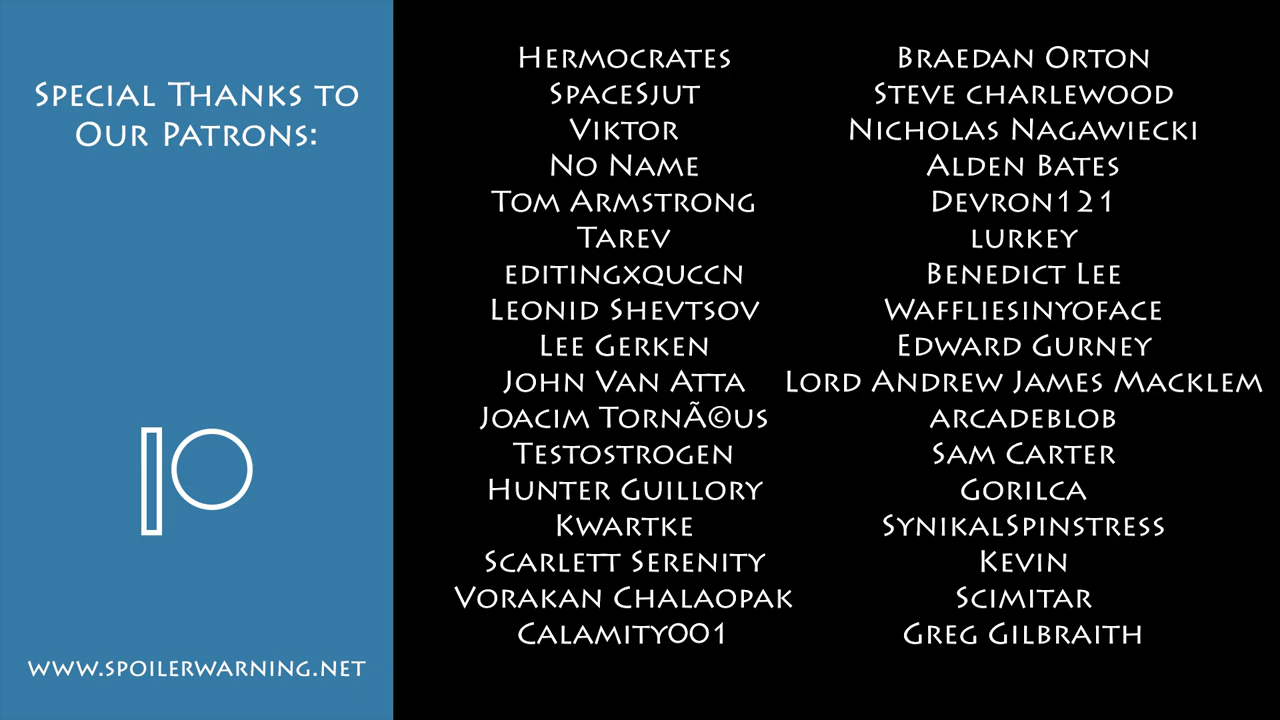 Special Thanks to
Our Patrons:
www.spoilerwarning.net
Hermocrates
SpaceSjut
Viktor
No Name
Tom Armstrong
Tarev
editingxquccn
Leonid Shevtsov
Lee Gerken
John Van Atta
Joacim TornÃ©us
Testostrogen
Hunter Guillory
Kwartke
Scarlett Serenity
Vorakan Chalaopak
Calamity001
Braedan Orton
Steve charlewood
Nicholas Nagawiecki
Alden Bates
Devron121
lurkey
Benedict Lee
Waffliesinyoface
Edward Gurney
Lord Andrew James Macklem
arcadeblob
Sam Carter
Gorilca
SynikalSpinstress
Kevin
Scimitar
Greg Gilbraith